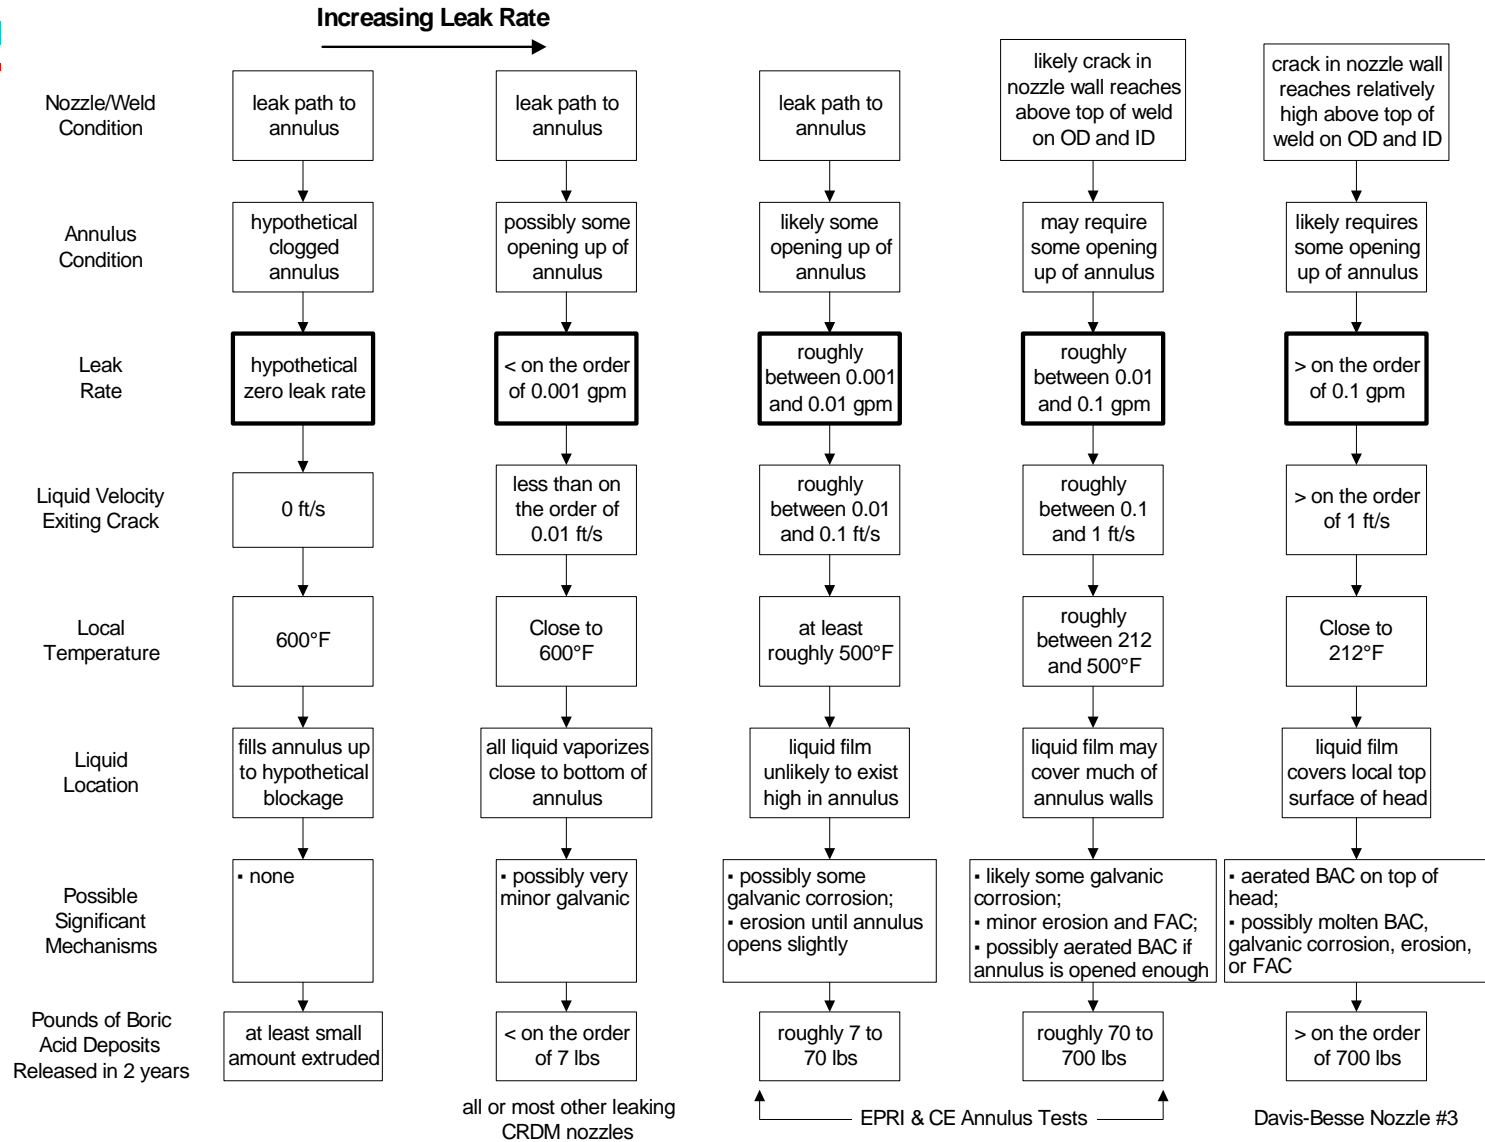 Increasing Leak Rate
Nozzle/Weld
Condition
leak path to
annulus
leak path to
annulus
leak path to
annulus
likely crack in
nozzle wall reaches
above top of weld
on OD and ID
crack in nozzle wall
reaches relatively
high above top of
weld on OD and ID
Annulus
Condition
hypothetical
clogged
annulus
possibly some
opening up of
annulus
likely some
opening up of
annulus
may require
some opening
up of annulus
likely requires
some opening
up of annulus
Leak
Rate
hypothetical
zero leak rate
< on the order
of 0.001 gpm
roughly
between 0.001
and 0.01 gpm
roughly
between 0.01
and 0.1 gpm
> on the order
of 0.1 gpm
Liquid Velocity
Exiting Crack
0 ft/s
less than on
the order of
0.01 ft/s
roughly
between 0.01
and 0.1 ft/s
roughly
between 0.1
and 1 ft/s
> on the order
of 1 ft/s
Local
Temperature
600°F
Close to
600°F
at least
roughly 500°F
roughly
between 212
and 500°F
Close to
212°F
Liquid
Location
fills annulus up
to hypothetical
blockage
all liquid vaporizes
close to bottom of
annulus
liquid film
unlikely to exist
high in annulus
liquid film may
cover much of
annulus walls
liquid film
covers local top
surface of head
Possible
Significant
Mechanisms
▪ none
▪ possibly very
minor galvanic
▪ possibly some
galvanic corrosion;
▪ erosion until annulus
opens slightly
▪ likely some galvanic
corrosion;
▪ minor erosion and FAC;
▪ possibly aerated BAC if
annulus is opened enough
▪ aerated BAC on top of
head;
▪ possibly molten BAC,
galvanic corrosion, erosion,
or FAC
Pounds of Boric
Acid Deposits
Released in 2 years
at least small
amount extruded
< on the order
of 7 lbs
roughly 7 to
70 lbs
roughly 70 to
700 lbs
> on the order
of 700 lbs
all or most other leaking
CRDM nozzles
EPRI & CE Annulus Tests
Davis-Besse Nozzle #3